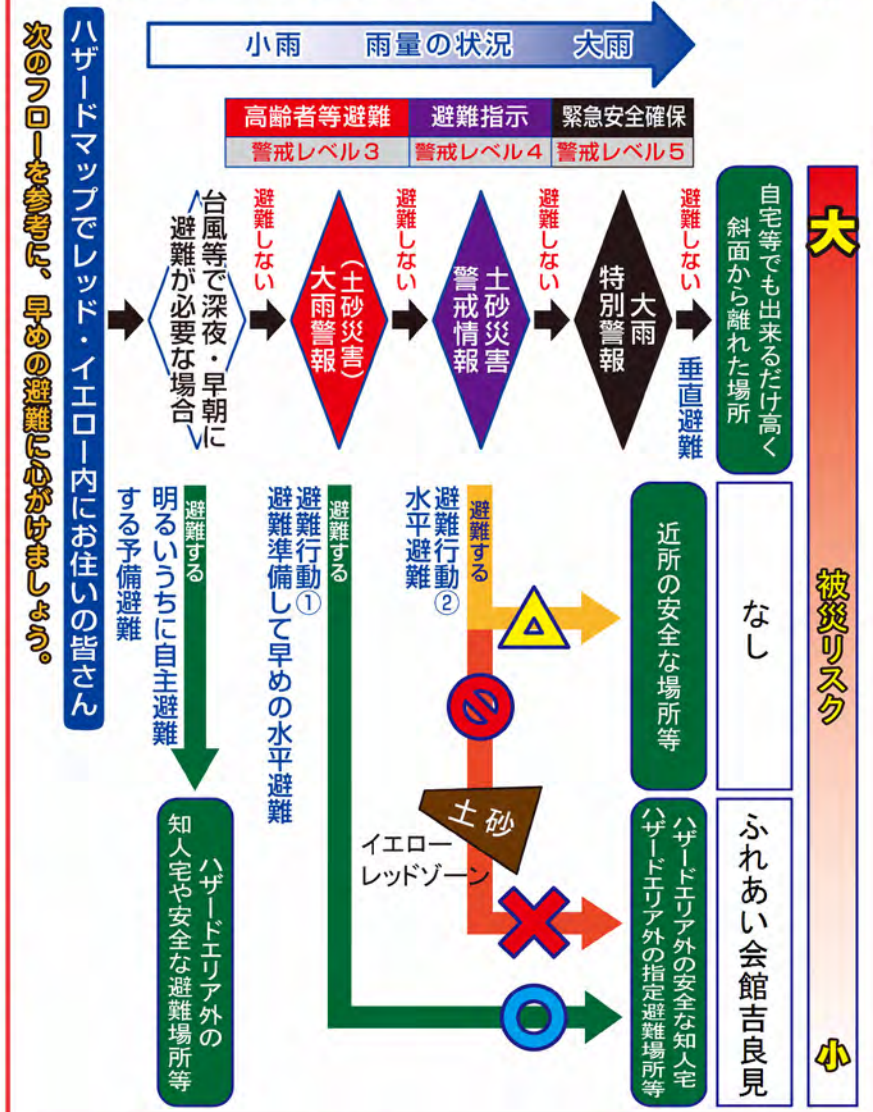 ハザードマップでレッド・イエロー内にお住いの皆さん
次のフローを参考に、早めの避難に心がけましょう。
小雨 雨量の状況 大雨
高齢者等避難 避難指示 緊急安全確保
警戒レベル3 警戒レベル4 警戒レベル5
台風等で深夜・早朝に
避難が必要な場合
避難しない
(土砂災害)
大雨警報
避難しない
土砂災害
警戒情報
避難しない
大雨
特別警報
避難しない
垂直避難
自宅等でも出来るだけ高く
斜面から離れた場所
避難する
明るいうちに自主避難
する予備避難
ハザードエリア外の
知人宅や安全な避難場所等
避難する
避難行動①
避難準備して早めの水平避難
避難する
避難行動②
水平避難
土砂
イエロー
レッドゾーン
近所の安全な場所等
なし
ハザードエリア外の安全な知人宅
ハザードエリア外の指定避難場所等
ふれあい会館吉良見
大
被災リスク
小